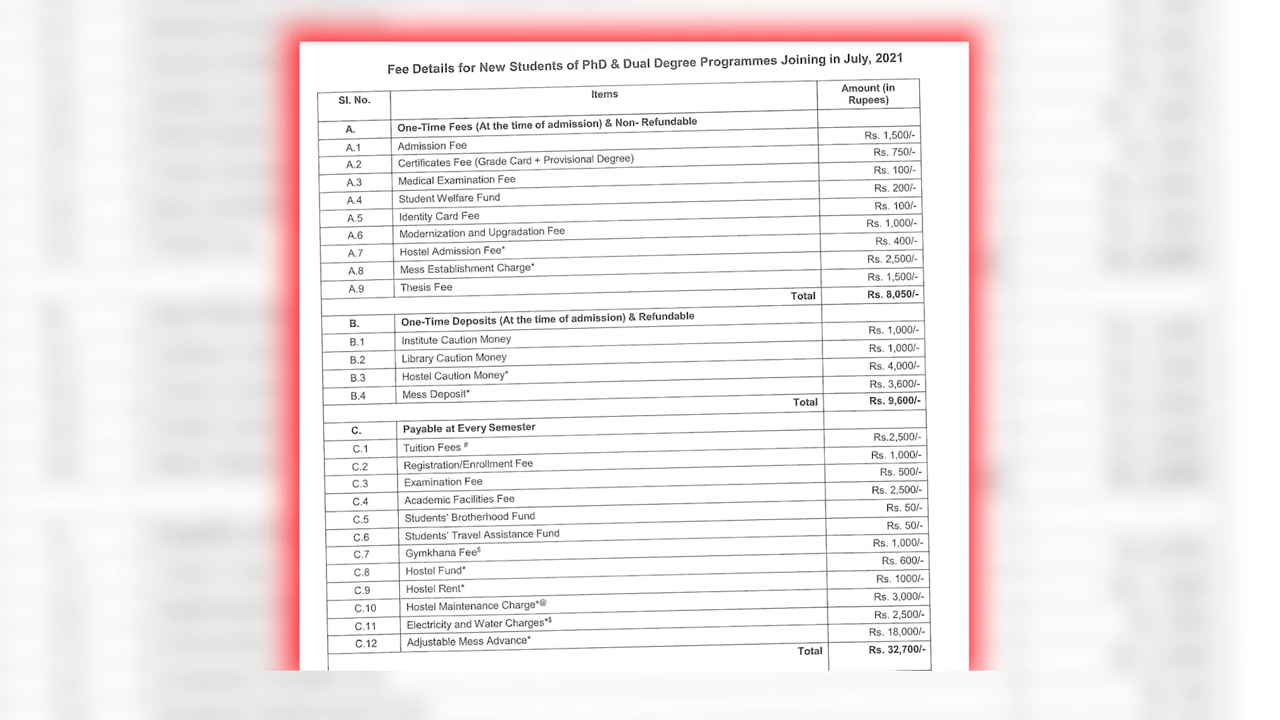 Fee Details for New Students of PhD & Dual Degree Programmes Joining in July, 2021
Sl. No. Items Amount (in Rupees)
A. One-Time Fees (At the time of admission) & Non- Refundable
A.1 Admission Fee Rs. 1,500/-
A.2 Certificates Fee (Grade Card + Provisional Degree) Rs. 750/-
A.3 Medical Examination Fee Rs. 100/-
A.4 Student Welfare Fund Rs. 200/-
A.5 Identity Card Fee Rs. 100/-
A.6 Modernization and Upgradation Fee Rs. 1,000/-
A.7 Hostel Admission Fee* Rs. 400/-
A.8 Mess Establishment Charge* Rs. 2,500/-
A.9 Thesis Fee Rs. 1,500/-
Total Rs. 8,050/-
B. One-Time Deposits (At the time of admission) & Refundable
B.1 Institute Caution Money Rs. 1,000/-
B.2 Library Caution Money Rs. 1,000/-
B.3 Hostel Caution Money* Rs. 4,000/-
B.4 Mess Deposit* Rs. 3,600/-
Total Rs. 9,600/-
C. Payable at Every Semester
C.1 Tuition Fees # Rs.2,500/-
C.2 Registration/Enrollment Fee Rs. 1,000/-
C.3 Examination Fee Rs. 500/-
C.4 Academic Facilities Fee Rs. 2,500/-
C.5 Students' Brotherhood Fund Rs. 50/-
C.6 Students' Travel Assistance Fund Rs. 50/-
C.7 Gymkhana Fee$ Rs. 1,000/-
C.8 Hostel Fund* Rs. 600/-
C.9 Hostel Rent* Rs. 1000/-
C.10 Hostel Maintenance Charge*@ Rs. 3,000/-
C.11 Electricity and Water Charges*$ Rs. 2,500/-
C.12 Adjustable Mess Advance* Rs. 18,000/-
Total Rs. 32,700/-